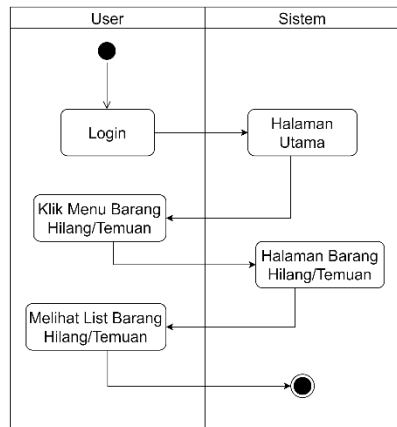 User
Sistem
Login
Halaman
Utama
Klik Menu Barang
Hilang/Temuan
Halaman Barang
Hilang/Temuan
Melihat List Barang
Hilang/Temuan